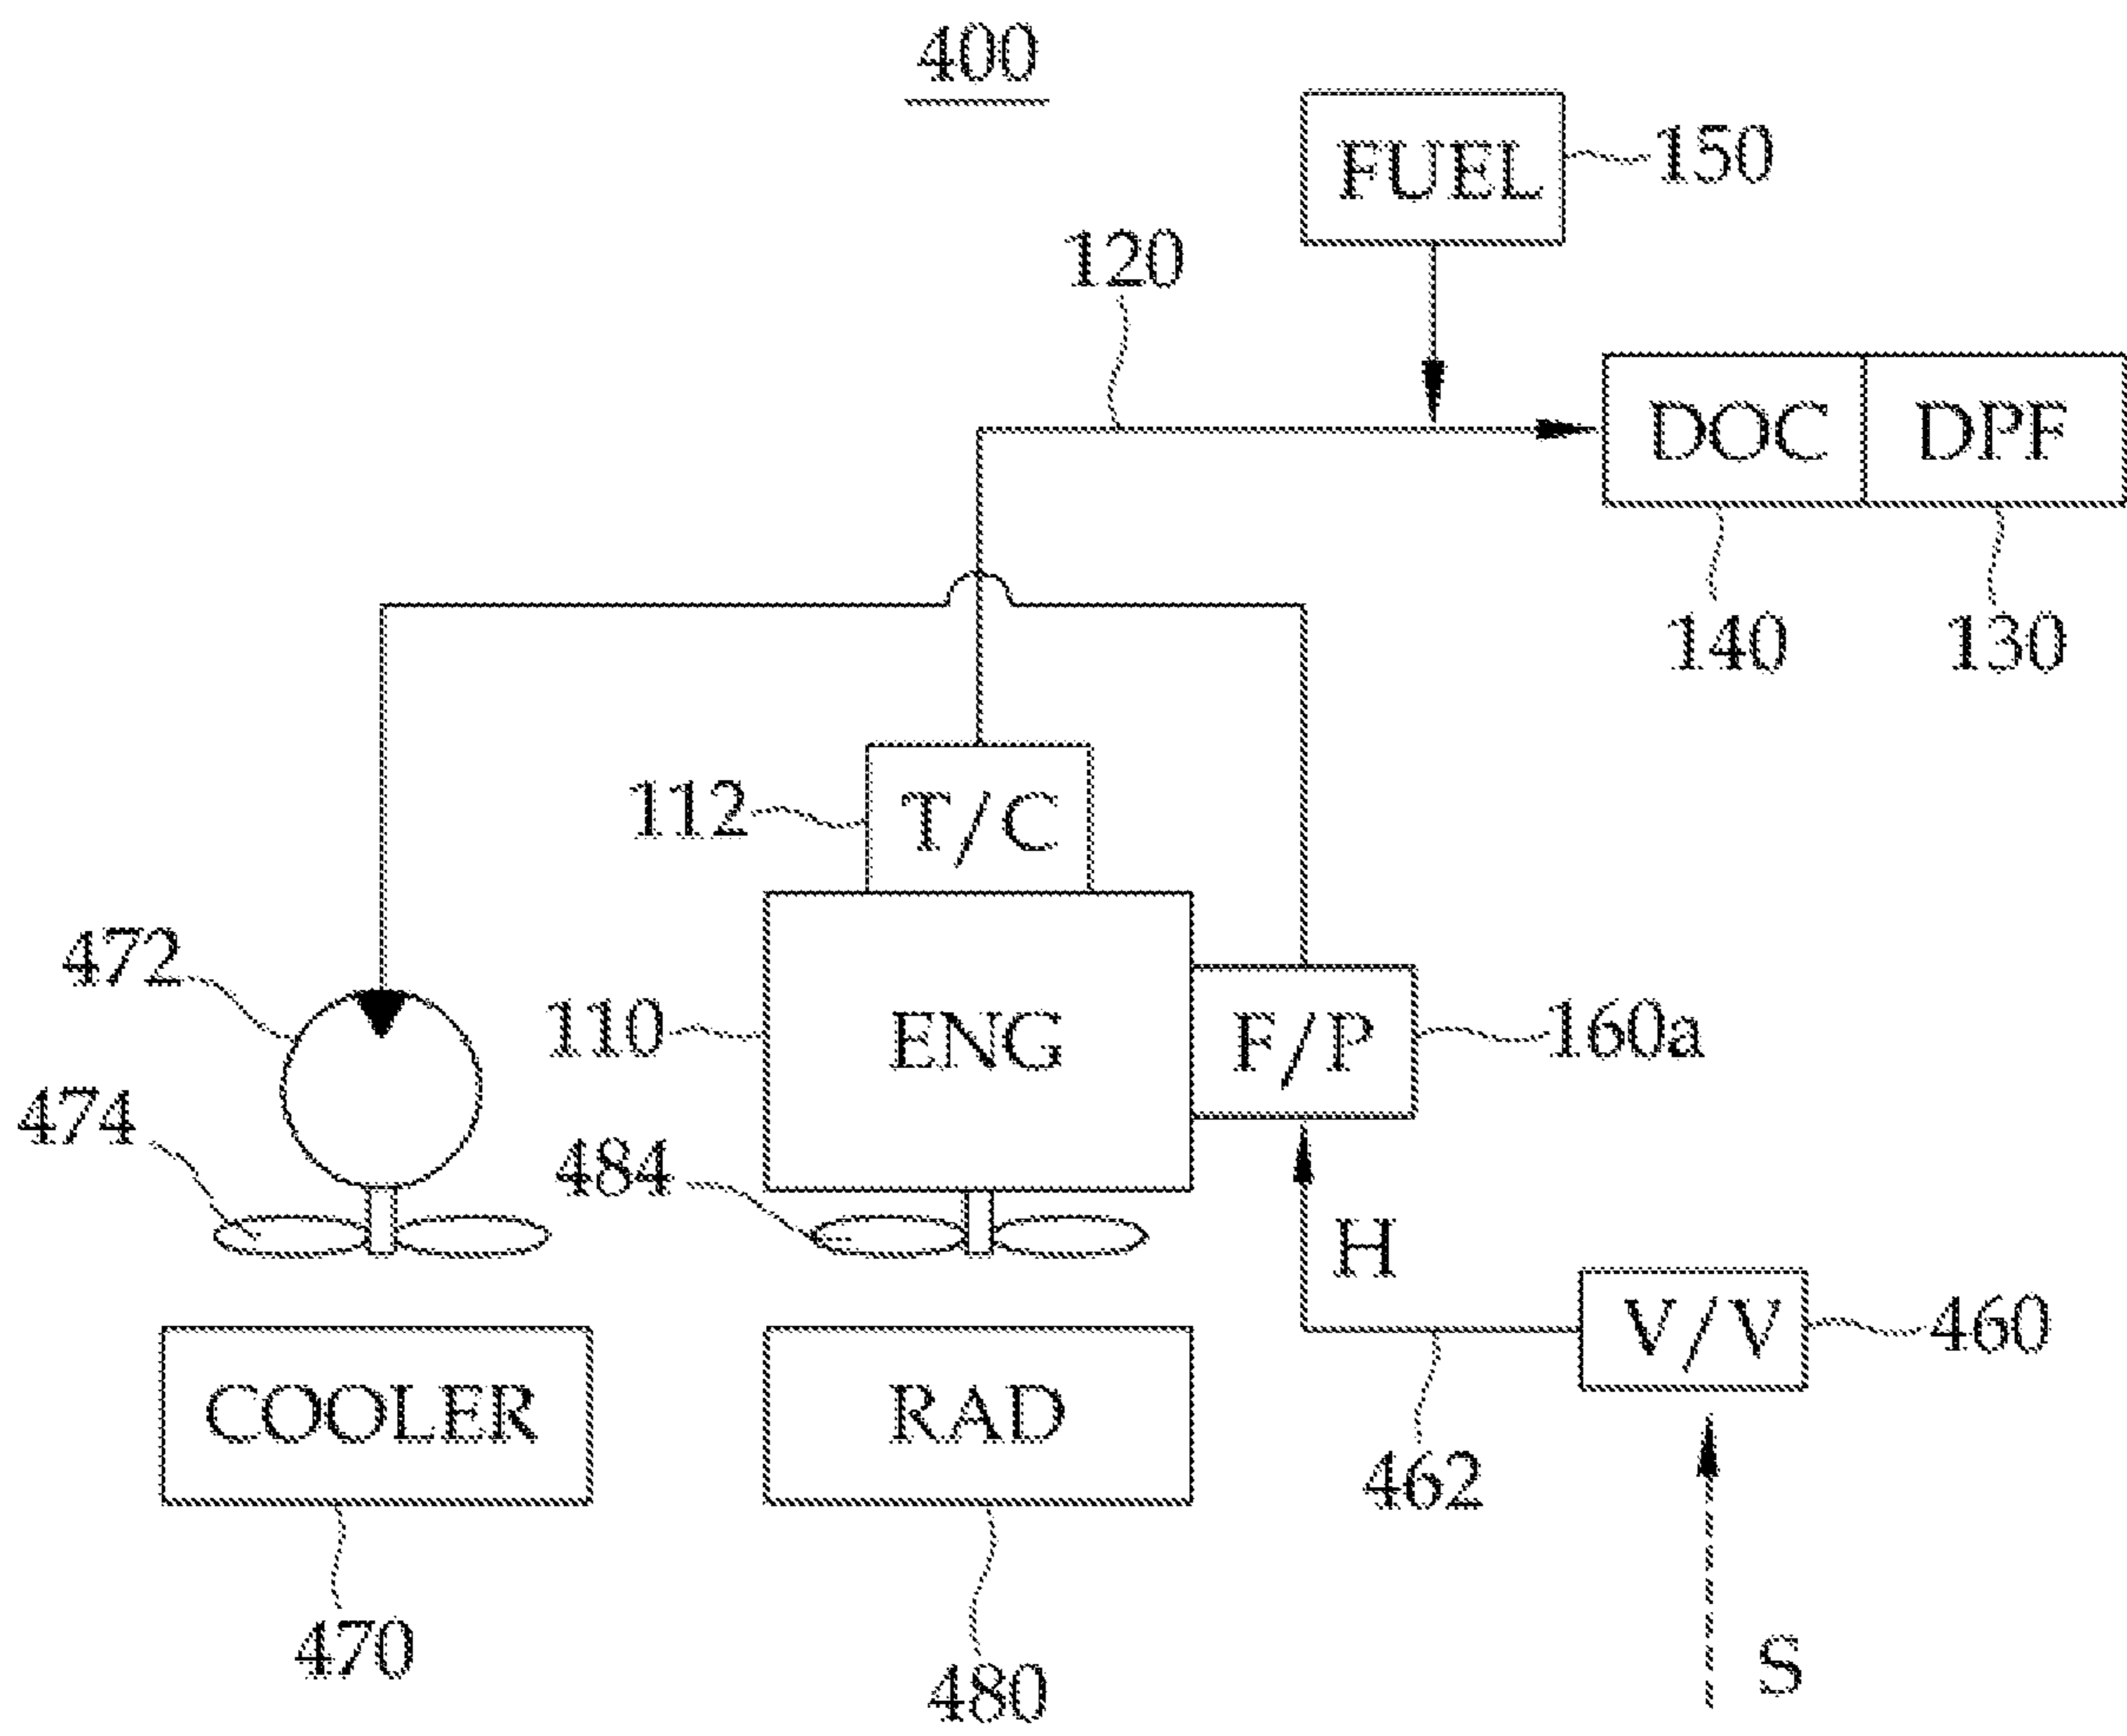 400
FUEL
150
120
DOC
DPF
140
130
112
T/C
472
110
ENG
F/P
160a
474
484
H
V/V
460
COOLER
RAD
462
470
480
S